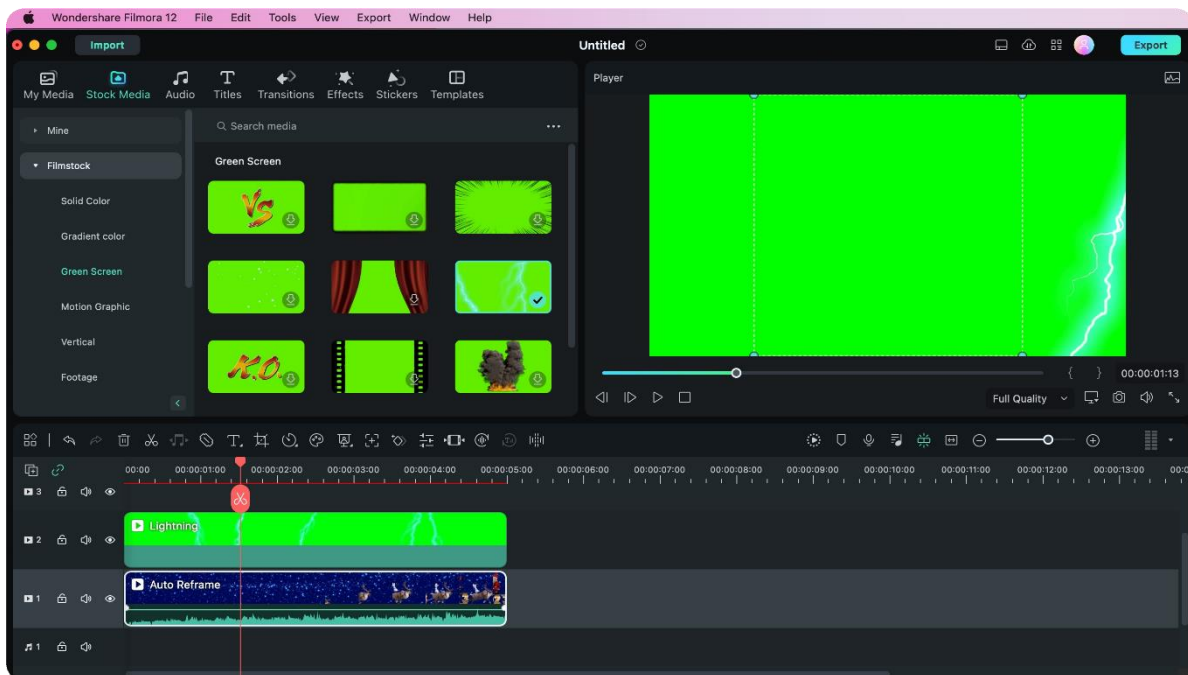 Wondershare Filmora 12 File Edit Tools View Export Window Help
Import
Untitled
Export
My Media Stock Media Audio Titles Transitions Effects Stickers Templates
Mine
Filmstock
Solid Color
Gradient color
Green Screen
Motion Graphic
Vertical
Footage
Search media
Green Screen
VS
K.O.
Player
{ } 00:00:01:13
Full Quality
00:00 00:00:01:00 00:00:02:00 00:00:03:00 00:00:04:00 00:00:05:00 00:00:06:00 00:00:07:00 00:00:08:00 00:00:09:00 00:00:10:00 00:00:11:00 00:00:12:00 00:00:13:00
3
2
Lightning
1
Auto Reframe
1